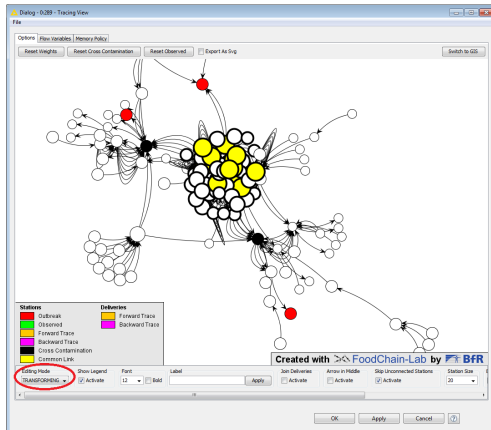 Dialog - 0:289 - Tracing View
File
Options Flow Variables Memory Policy
Reset Weights Reset Cross Contamination Reset Observed Export As Svg Switch to GIS
Stations Deliveries
Outbreak Forward Trace
Observed Backward Trace
Forward Trace
Backward Trace
Cross Contamination
Common Link
Created with FoodChain-Lab by BfR
Editing Mode Show Legend Font Label Join Deliveries Arrow in Middle Skip Unconnected Stations Station Size
TRANSFORMING Activate 12 Bold Apply Activate Activate Activate 20
OK Apply Cancel ?